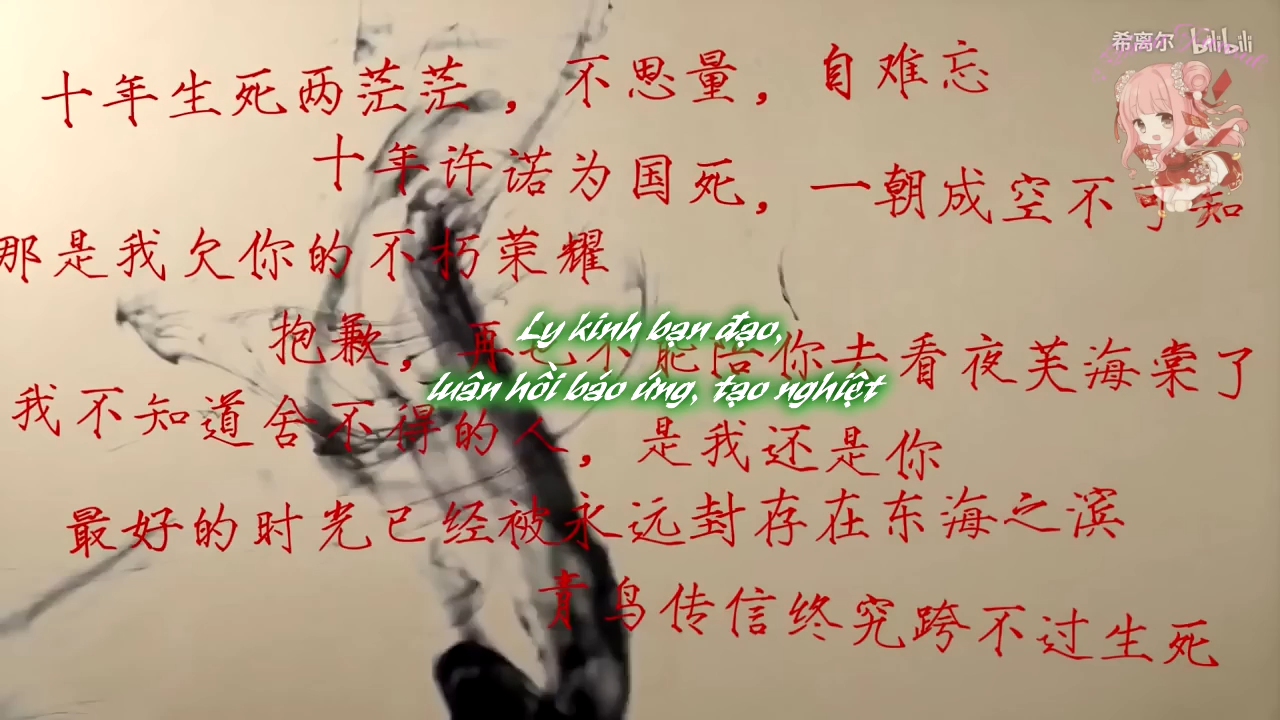 希离尔 bilibili
十年生死两茫茫，不思量，自难忘
十年许诺为国死，一朝成空不可知
那是我欠你的不朽荣耀
Ly kinh bạn đạo,
抱歉，再也不能陪你去看夜芙海棠了
luân hồi báo ứng, tạo nghiệt
我不知道舍不得的人，是我还是你
最好的时光已经被永远封存在东海之滨
青鸟传信终究跨不过生死